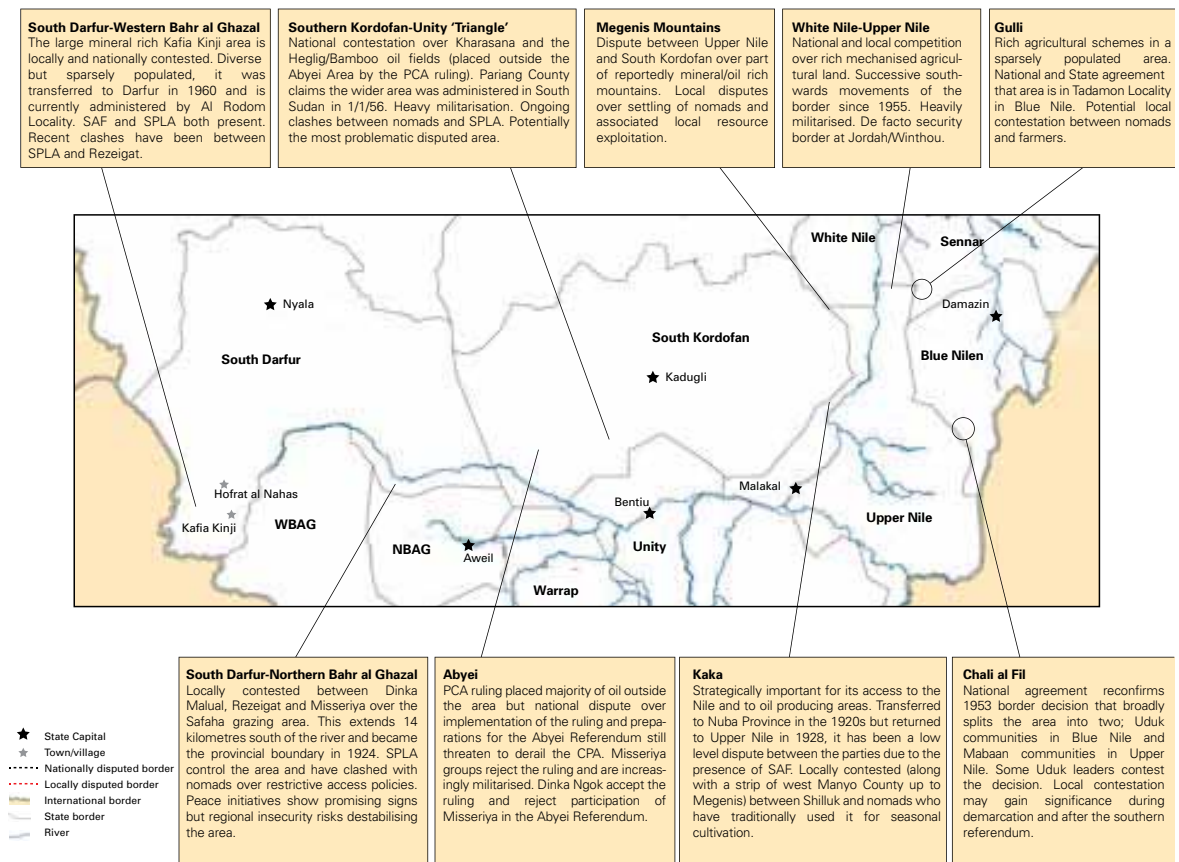 South Darfur-Western Bahr al Ghazal
The large mineral rich Kafia Kinji area is
locally and nationally contested. Diverse
but sparsely populated, it was
transferred to Darfur in 1960 and is
currently administered by Al Rodom
Locality. SAF and SPLA both present.
Recent clashes have been between
SPLA and Rezeigat.
Southern Kordofan-Unity ‘Triangle’
National contestation over Kharasana and the
Heglig/Bamboo oil fields (placed outside the
Abyei Area by the PCA ruling). Pariang County
claims the wider area was administered in South
Sudan in 1/1/56. Heavy militarisation. Ongoing
clashes between nomads and SPLA. Potentially
the most problematic disputed area.
Megenis Mountains
Dispute between Upper Nile
and South Kordofan over part
of reportedly mineral/oil rich
mountains. Local disputes
over settling of nomads and
associated local resource
exploitation.
White Nile-Upper Nile
National and local competition
over rich mechanised agricul-
tural land. Successive south-
wards movements of the
border since 1955. Heavily
militarised. De facto security
border at Jordah/Winthou.
Gulli
Rich agricultural schemes in a
sparsely populated area.
National and State agreement
that area is in Tadamon Locality
in Blue Nile. Potential local
contestation between nomads
and farmers.
White Nile
Sennar
Nyala
Damazin
South Kordofan
South Darfur
Blue Nilen
Kadugli
Hofrat al Nahas
Malakal
Bentiu
Kafia Kinji
WBAG
Upper Nile
NBAG
Unity
Aweil
Warrap
South Darfur-Northern Bahr al Ghazal
Locally contested between Dinka
Malual, Rezeigat and Misseriya over the
Safaha grazing area. This extends 14
kilometres south of the river and became
the provincial boundary in 1924. SPLA
control the area and have clashed with
nomads over restrictive access policies.
Peace initiatives show promising signs
but regional insecurity risks destabilising
the area.
Abyei
PCA ruling placed majority of oil outside
the area but national dispute over
implementation of the ruling and prepa-
rations for the Abyei Referendum still
threaten to derail the CPA. Misseriya
groups reject the ruling and are increas-
ingly militarised. Dinka Ngok accept the
ruling and reject participation of
Misseriya in the Abyei Referendum.
Kaka
Strategically important for its access to the
Nile and to oil producing areas. Transferred
to Nuba Province in the 1920s but returned
to Upper Nile in 1928, it has been a low
level dispute between the parties due to the
presence of SAF. Locally contested (along
with a strip of west Manyo County up to
Megenis) between Shilluk and nomads who
have traditionally used it for seasonal
cultivation.
Chali al Fil
National agreement reconfirms
1953 border decision that broadly
splits the area into two; Uduk
communities in Blue Nile and
Mabaan communities in Upper
Nile. Some Uduk leaders contest
the decision. Local contestation
may gain significance during
demarcation and after the southern
referendum.
State Capital
Town/village
Nationally disputed border
Locally disputed border
International border
State border
River